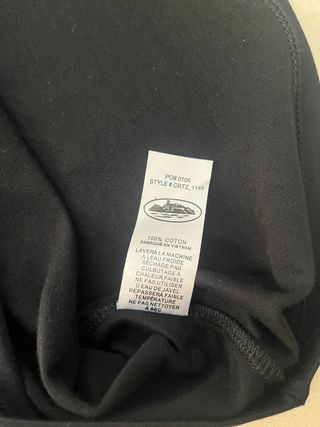 PO# 0106
STYLE # CRTZ_1148
100% COTON
FABRIQUÉ EN VIETNAM
LAVER À LA MACHINE
A L'EAU FROIDE
SÉCHAGE PAR
CULBUTAGE À
CHALEUR FAIBLE
NE PAS UTILISER
D'EAU DE JAVEL
REPASSERÀ FAIBLE
TEMPÉRATURE
NE PAS NETTOYER
À SEC